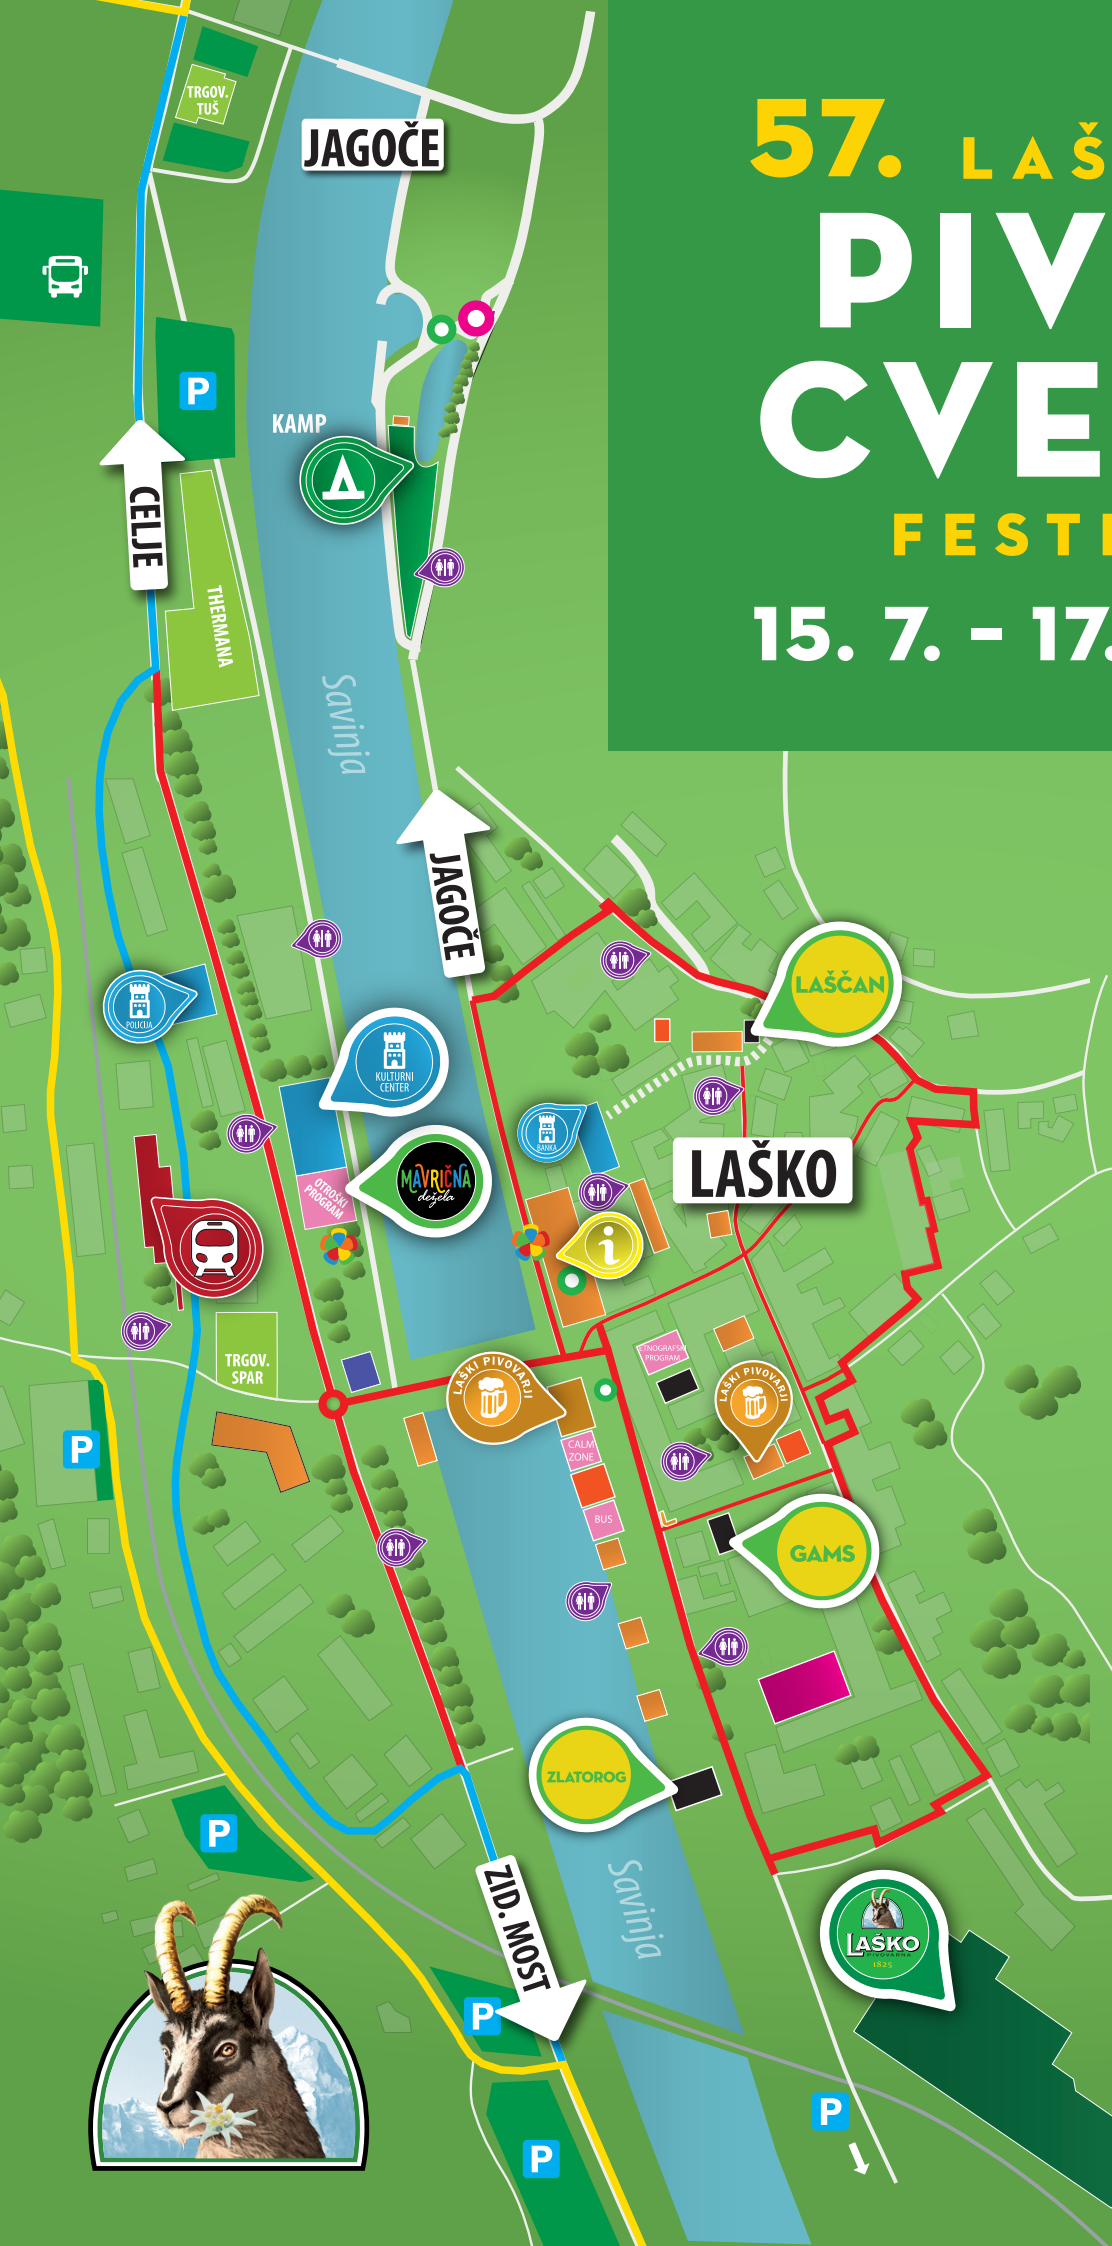 57. LAŠ
PIV
CVE
FESTI
15. 7. – 17.
TRGOV.
TUŠ
JAGOČE
P
KAMP
CELJE
THERMANA
Savinja
JAGOČE
LAŠČAN
POLICIJA
KULTURNI
CENTER
BANKA
LAŠKO
MAVRIČNA
dežela
OTROŠKI
PROGRAM
i
TRGOV.
SPAR
ETNOGRAFSKI
PROGRAM
LAŠKI PIVOVARJI
LAŠKI PIVOVARJI
P
CALM
ZONE
BUS
GAMS
ZLATOROG
P
ZID. MOST
Savinja
LAŠKO
PIVOVARNA
1825
P
P
P